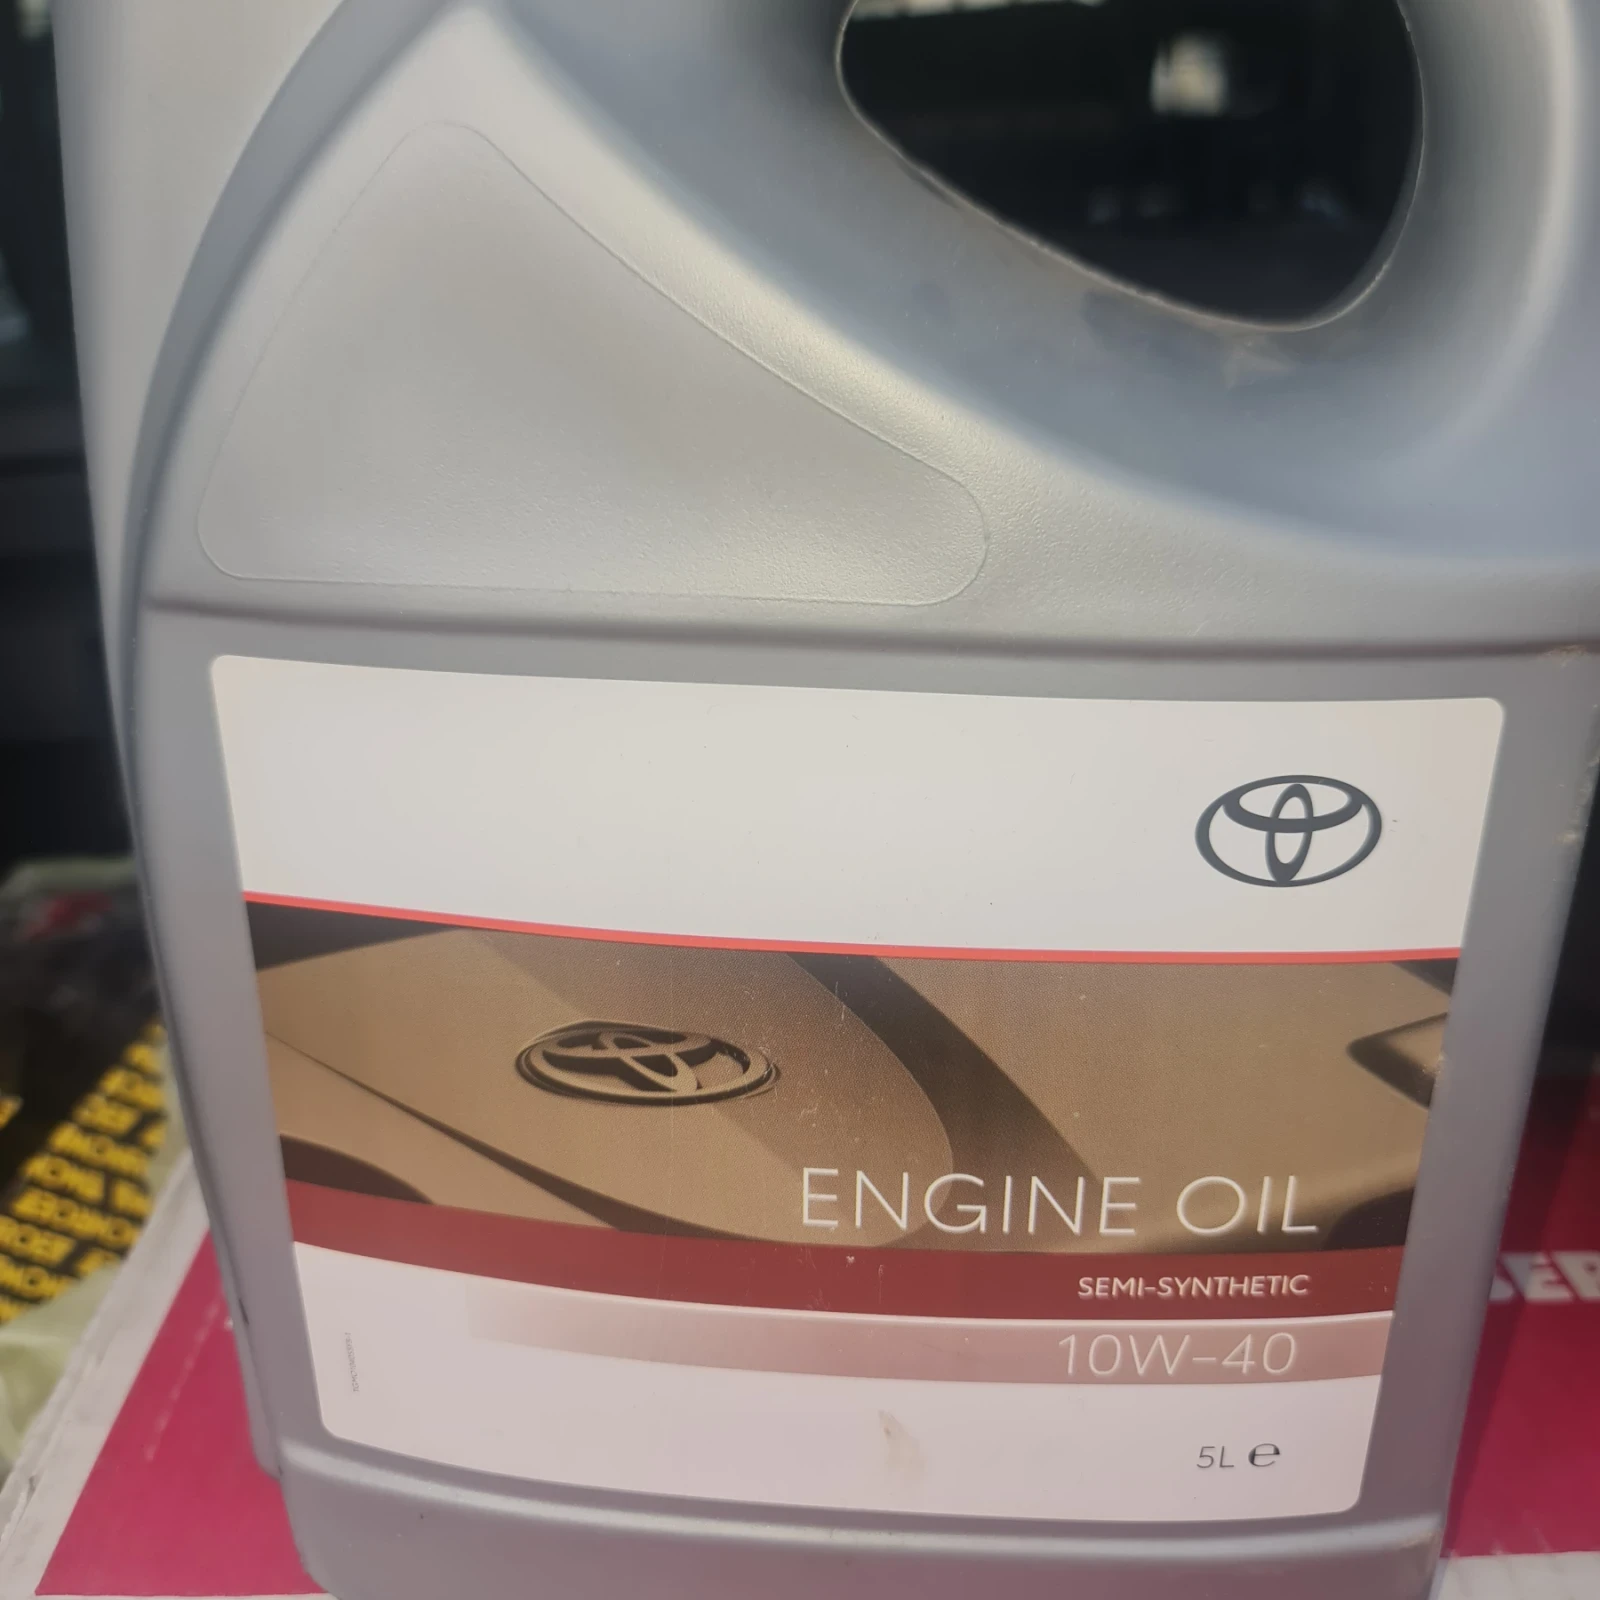 ENGINE OIL
SEMI-SYNTHETIC
10W-40
5L e